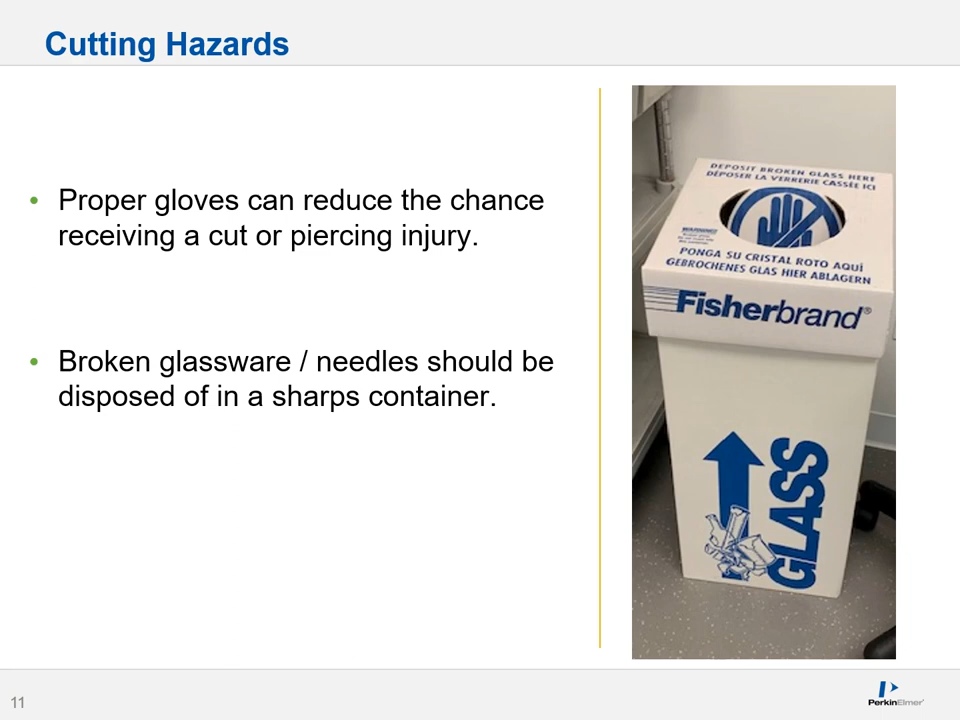 Cutting Hazards
• Proper gloves can reduce the chance
receiving a cut or piercing injury.
• Broken glassware / needles should be
disposed of in a sharps container.
DEPOSIT BROKEN GLASS HERE
DÉPOSER LA VERRERIE CASSÉE ICI
WARNING!
PONGA SU CRISTAL ROTO AQUÍ
GEBROCHENES GLAS HIER ABLAGERN
Fisherbrand®
GLASS
11
PerkinElmer